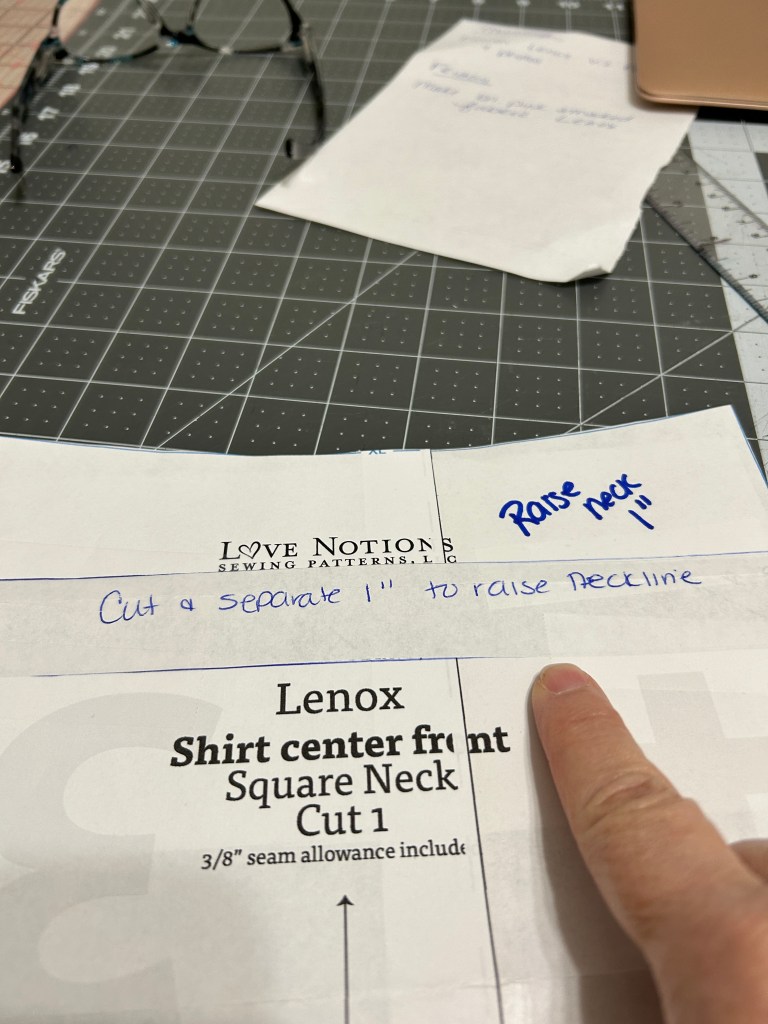 FISKARS
XL
Raise
neck
1"
LOVE NOTIONS
SEWING PATTERNS, L C
Cut & separate 1" to raise Neckline
Lenox
Shirt center front
Square Neck
Cut 1
3/8" seam allowance include